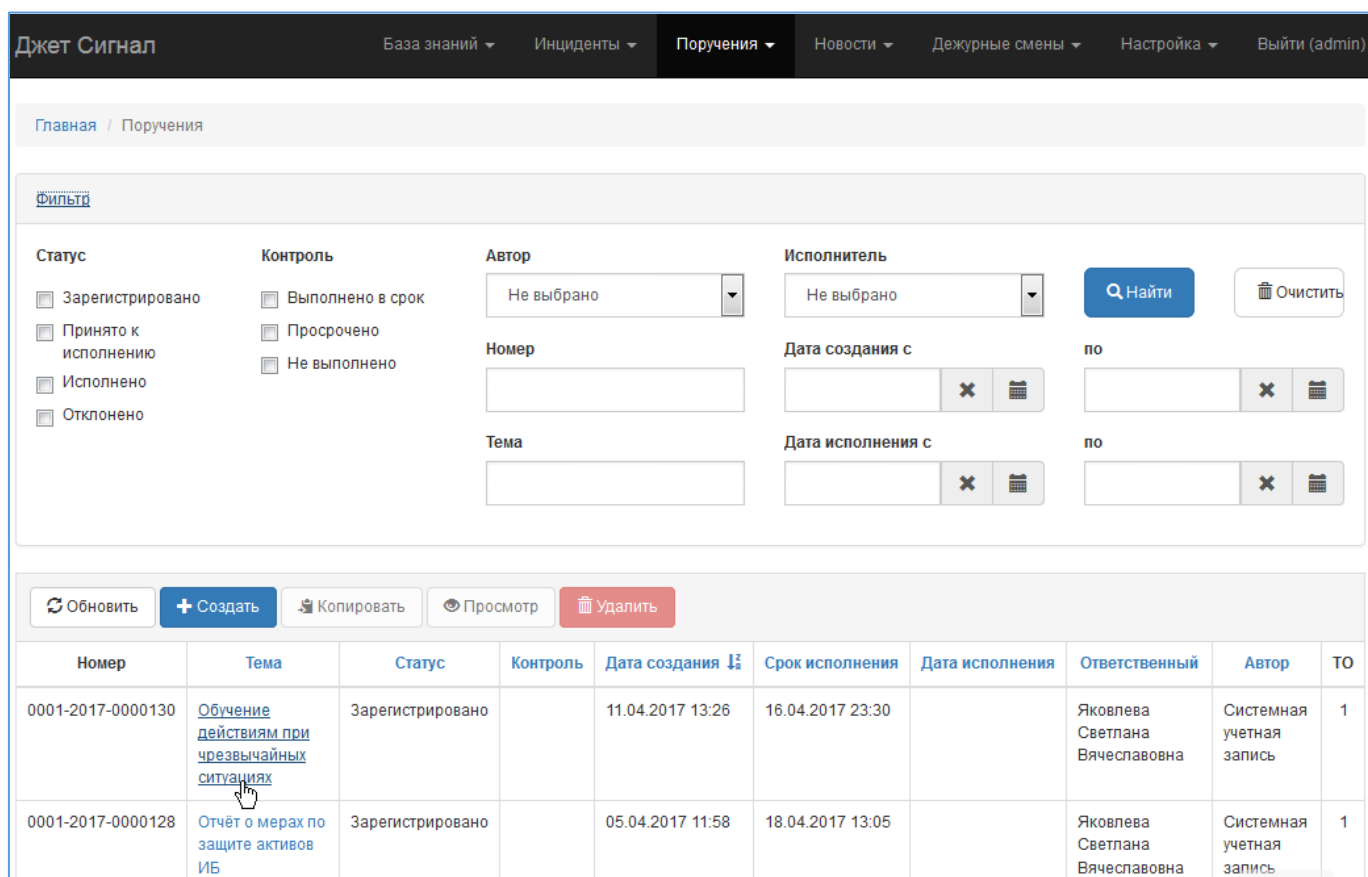 Джет Сигнал База знаний Инциденты Поручения Новости Дежурные смены Настройка Выйти (admin)
Главная / Поручения
Фильтр
Статус Контроль Автор Исполнитель
Зарегистрировано Выполнено в срок Не выбрано Не выбрано Найти Очистить
Принято к Просрочено
исполнению
Не выполнено Номер Дата создания с по
Исполнено
Отклонено
Тема Дата исполнения с по
Обновить Создать Копировать Просмотр Удалить
Номер Тема Статус Контроль Дата создания Срок исполнения Дата исполнения Ответственный Автор ТО
0001-2017-0000130 Обучение Зарегистрировано 11.04.2017 13:26 16.04.2017 23:30 Яковлева Системная 1
действиям при Светлана учетная
чрезвычайных Вячеславовна запись
ситуациях
0001-2017-0000128 Отчёт о мерах по Зарегистрировано 05.04.2017 11:58 18.04.2017 13:05 Яковлева Системная 1
защите активов Светлана учетная
ИБ Вячеславовна запись